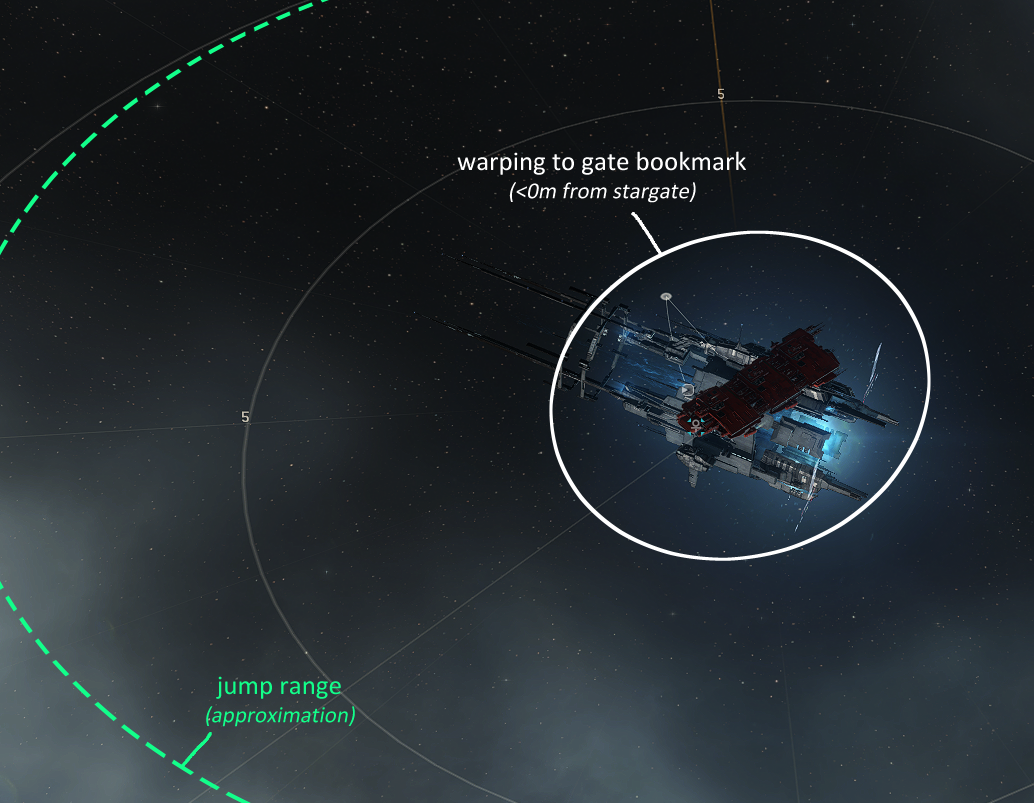 5
warping to gate bookmark
(<0m from stargate)
5
jump range
(approximation)